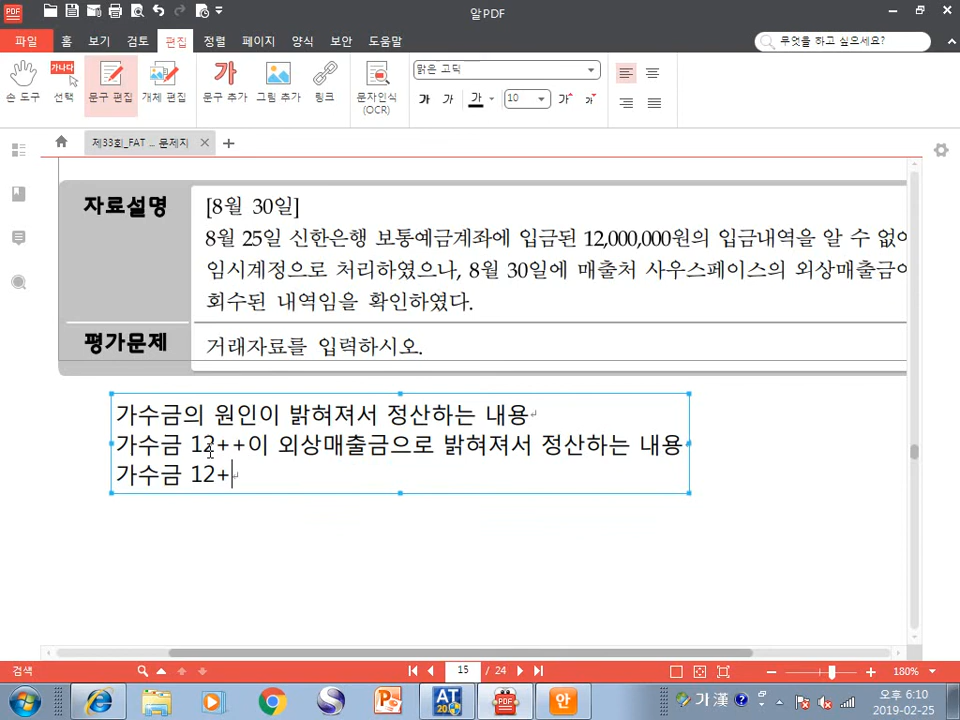 알PDF
파일 홈 보기 검토 편집 정렬 페이지 양식 보안 도움말
무엇을 하고 싶으세요?
손 도구
가나다
선택
문구 편집
개체 편집
가
문구 추가
그림 추가
링크
문자인식
(OCR)
맑은 고딕
가 가 가 10 가 가
제33회_FAT ... 문제지
자료설명
[8월 30일]
8월 25일 신한은행 보통예금계좌에 입금된 12,000,000원의 입금내역을 알 수 없어
임시계정으로 처리하였으나, 8월 30일에 매출처 사우스페이스의 외상매출금이
회수된 내역임을 확인하였다.
평가문제
거래자료를 입력하시오.
가수금의 원인이 밝혀져서 정산하는 내용
가수금 12++이 외상매출금으로 밝혀져서 정산하는 내용
가수금 12+
검색
15 / 24
180%
AT
20
PDF
안
가 漢
오후 6:10
2019-02-25